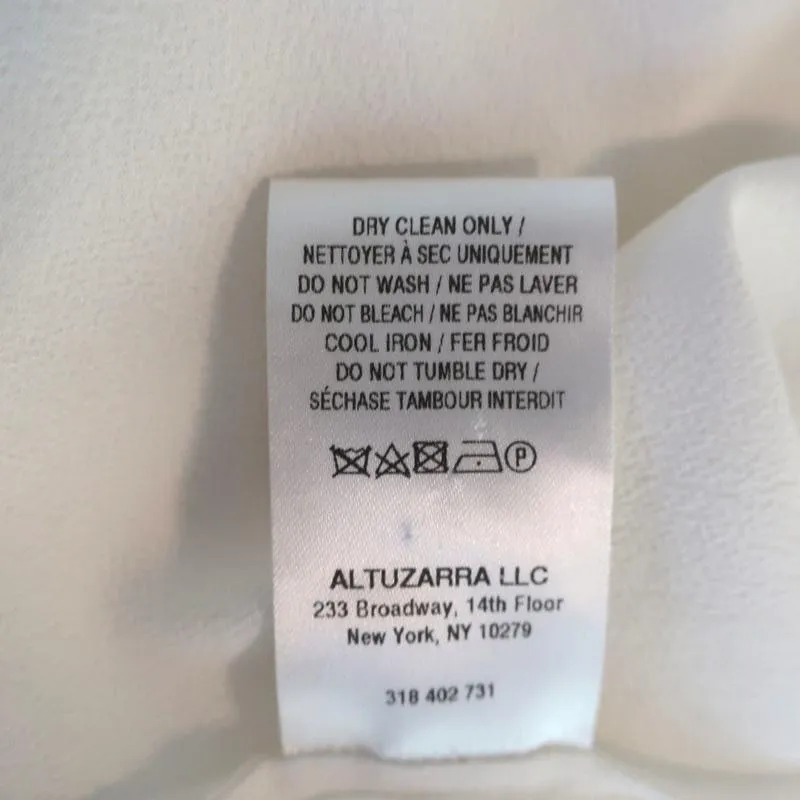 DRY CLEAN ONLY /
NETTOYER À SEC UNIQUEMENT
DO NOT WASH / NE PAS LAVER
DO NOT BLEACH / NE PAS BLANCHIR
COOL IRON / FER FROID
DO NOT TUMBLE DRY /
SÉCHASE TAMBOUR INTERDIT
P
ALTUZARRA LLC
233 Broadway, 14th Floor
New York, NY 10279
318 402 731